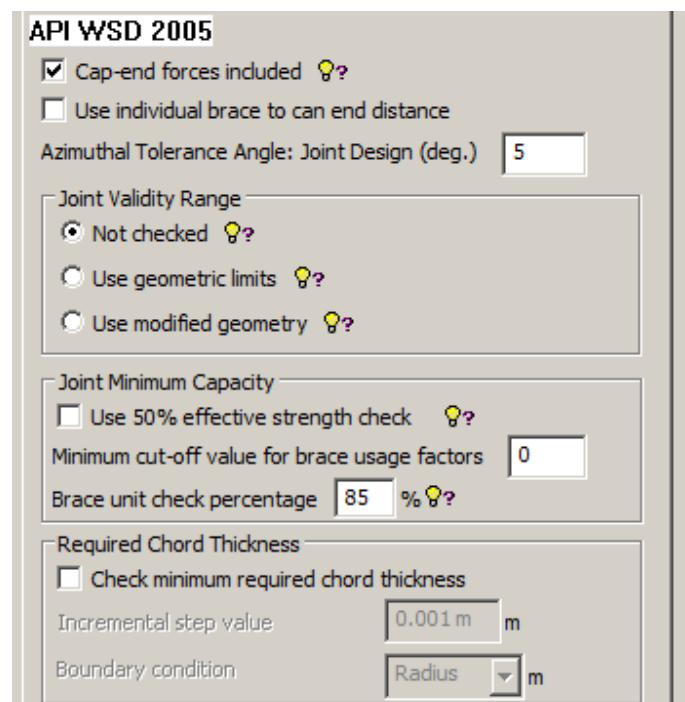 API WSD 2005
Cap-end forces included ?
Use individual brace to can end distance
Azimuthal Tolerance Angle: Joint Design (deg.) 5
Joint Validity Range
Not checked ?
Use geometric limits ?
Use modified geometry ?
Joint Minimum Capacity
Use 50% effective strength check ?
Minimum cut-off value for brace usage factors 0
Brace unit check percentage 85 % ?
Required Chord Thickness
Check minimum required chord thickness
Incremental step value 0.001 m m
Boundary condition Radius m